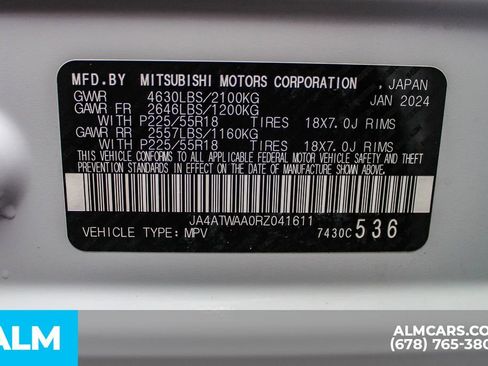 MFD.BY MITSUBISHI MOTORS CORPORATION , JAPAN
GVWR 4630LBS/2100KG JAN 2024
GAWR FR 2646LBS/1200KG
WITH P225/55R18 TIRES 18X7.0J RIMS
GAWR RR 2557LBS/1160KG
WITH P225/55R18 TIRES 18X7.0J RIMS
THIS VEHICLE CONFORMS TO ALL APPLICABLE FEDERAL MOTOR VEHICLE SAFETY AND THEFT
PREVENTION STANDARDS IN EFFECT ON THE DATE OF MANUFACTURE SHOWN ABOVE.
JA4ATWAA0RZ041611
VEHICLE TYPE: MPV 7430C 536
ALM
ALMCARS.COM
(678) 765-380